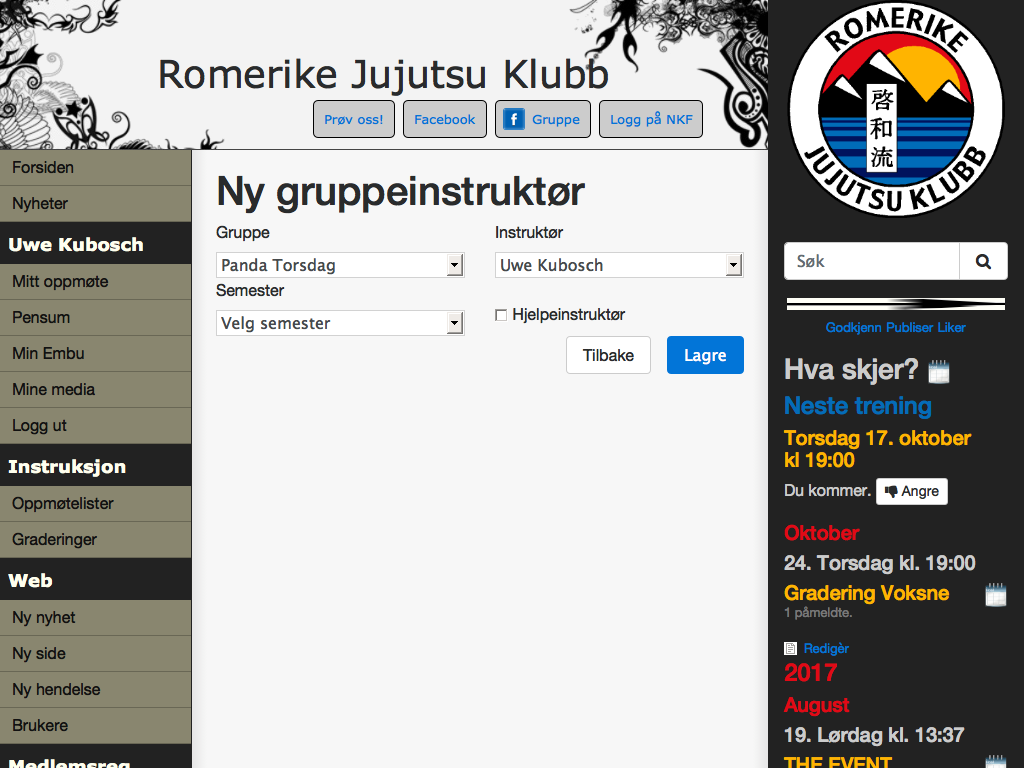 Romerike Jujutsu Klubb
Prøv oss!
Facebook
Gruppe
Logg på NKF
Forsiden
Nyheter
Uwe Kubosch
Mitt oppmøte
Pensum
Min Embu
Mine media
Logg ut
Instruksjon
Oppmøtelister
Graderinger
Web
Ny nyhet
Ny side
Ny hendelse
Brukere
Medlemsreg
Ny gruppeinstruktør
Gruppe
Panda Torsdag
Instruktør
Uwe Kubosch
Semester
Velg semester
Hjelpeinstruktør
Tilbake
Lagre
ROMERIKE
啓和流
JUJUTSU KLUBB
Søk
Godkjenn Publiser Liker
Hva skjer?
Neste trening
Torsdag 17. oktober
kl 19:00
Du kommer.
Angre
Oktober
24. Torsdag kl. 19:00
Gradering Voksne
1 påmeldte.
Redigèr
2017
August
19. Lørdag kl. 13:37
THE EVENT